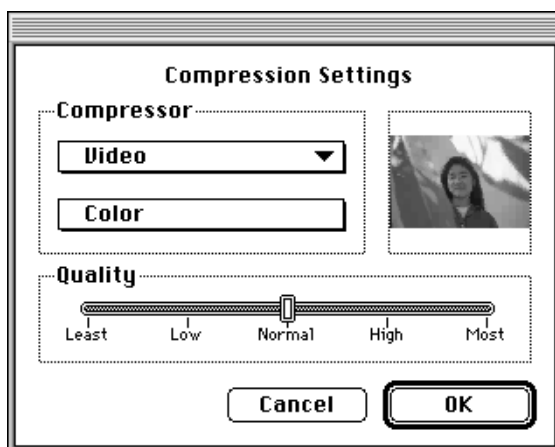 Compression Settings
Compressor
Video
Color
Quality
Least Low Normal High Most
Cancel OK